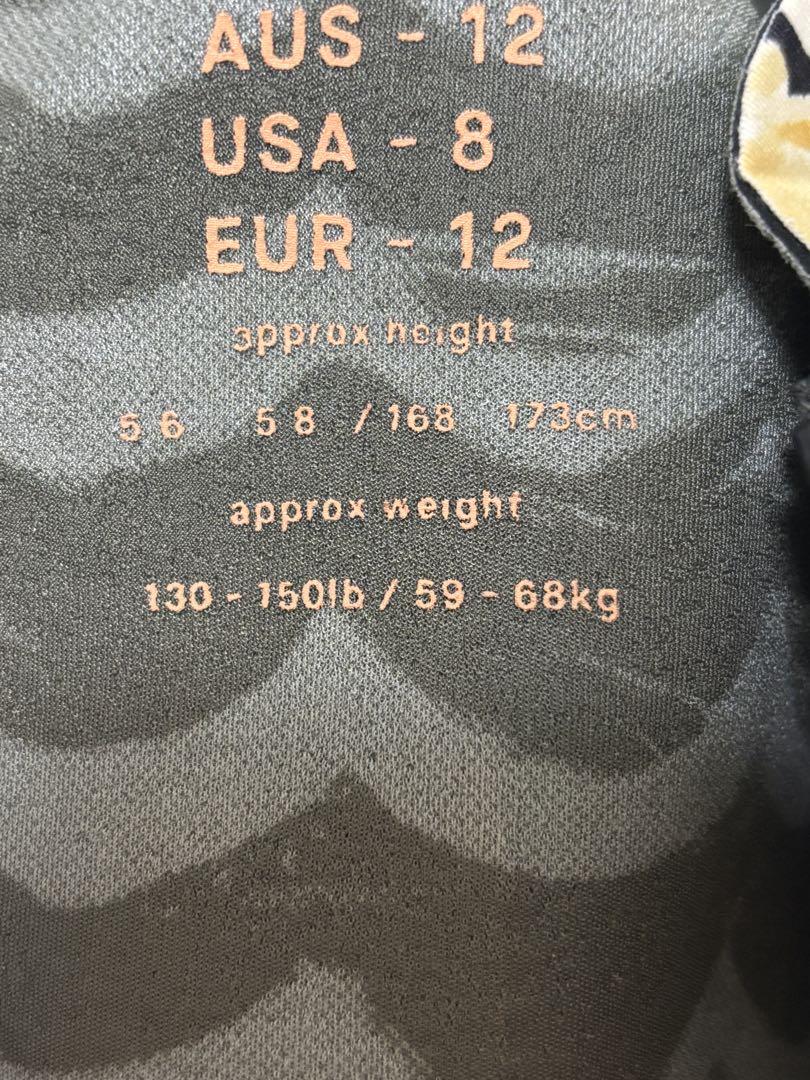 AUS - 12
USA - 8
EUR - 12
approx height
5 6 5 8 / 168 173cm
approx weight
130 - 150lb / 59 - 68kg